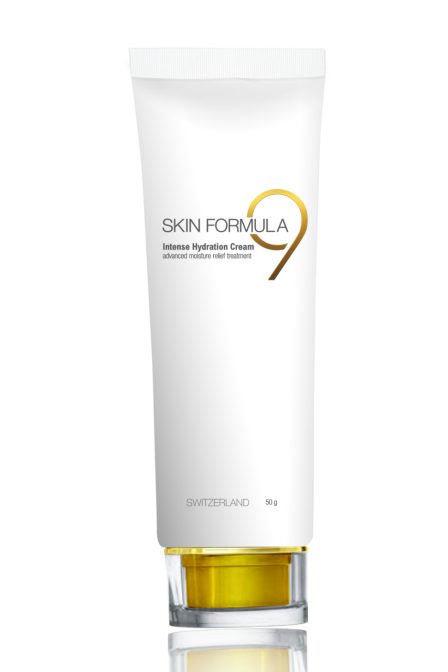 SKIN FORMULA 9
Intense Hydration Cream
advanced moisture relief treatment
SWITZERLAND 50 g